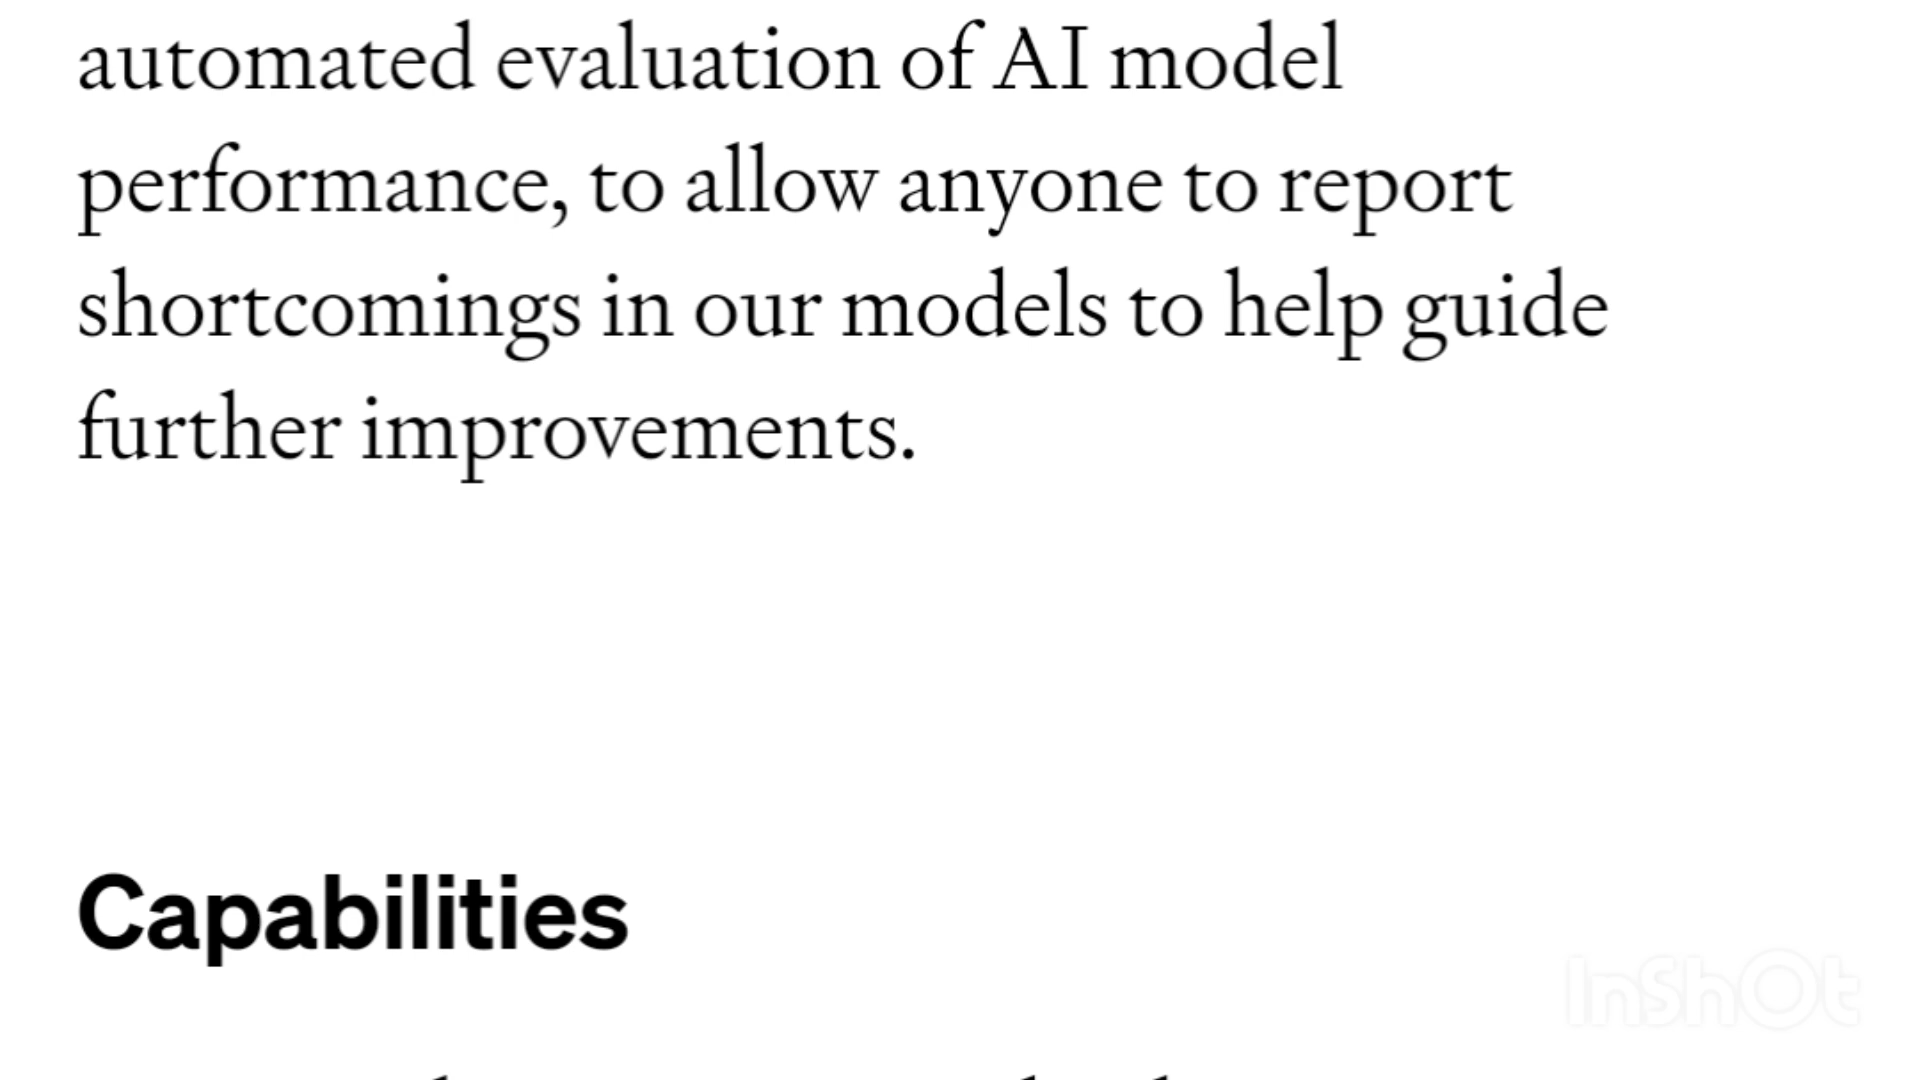 automated evaluation of AI model
performance, to allow anyone to report
shortcomings in our models to help guide
further improvements.
Capabilities
InShOt